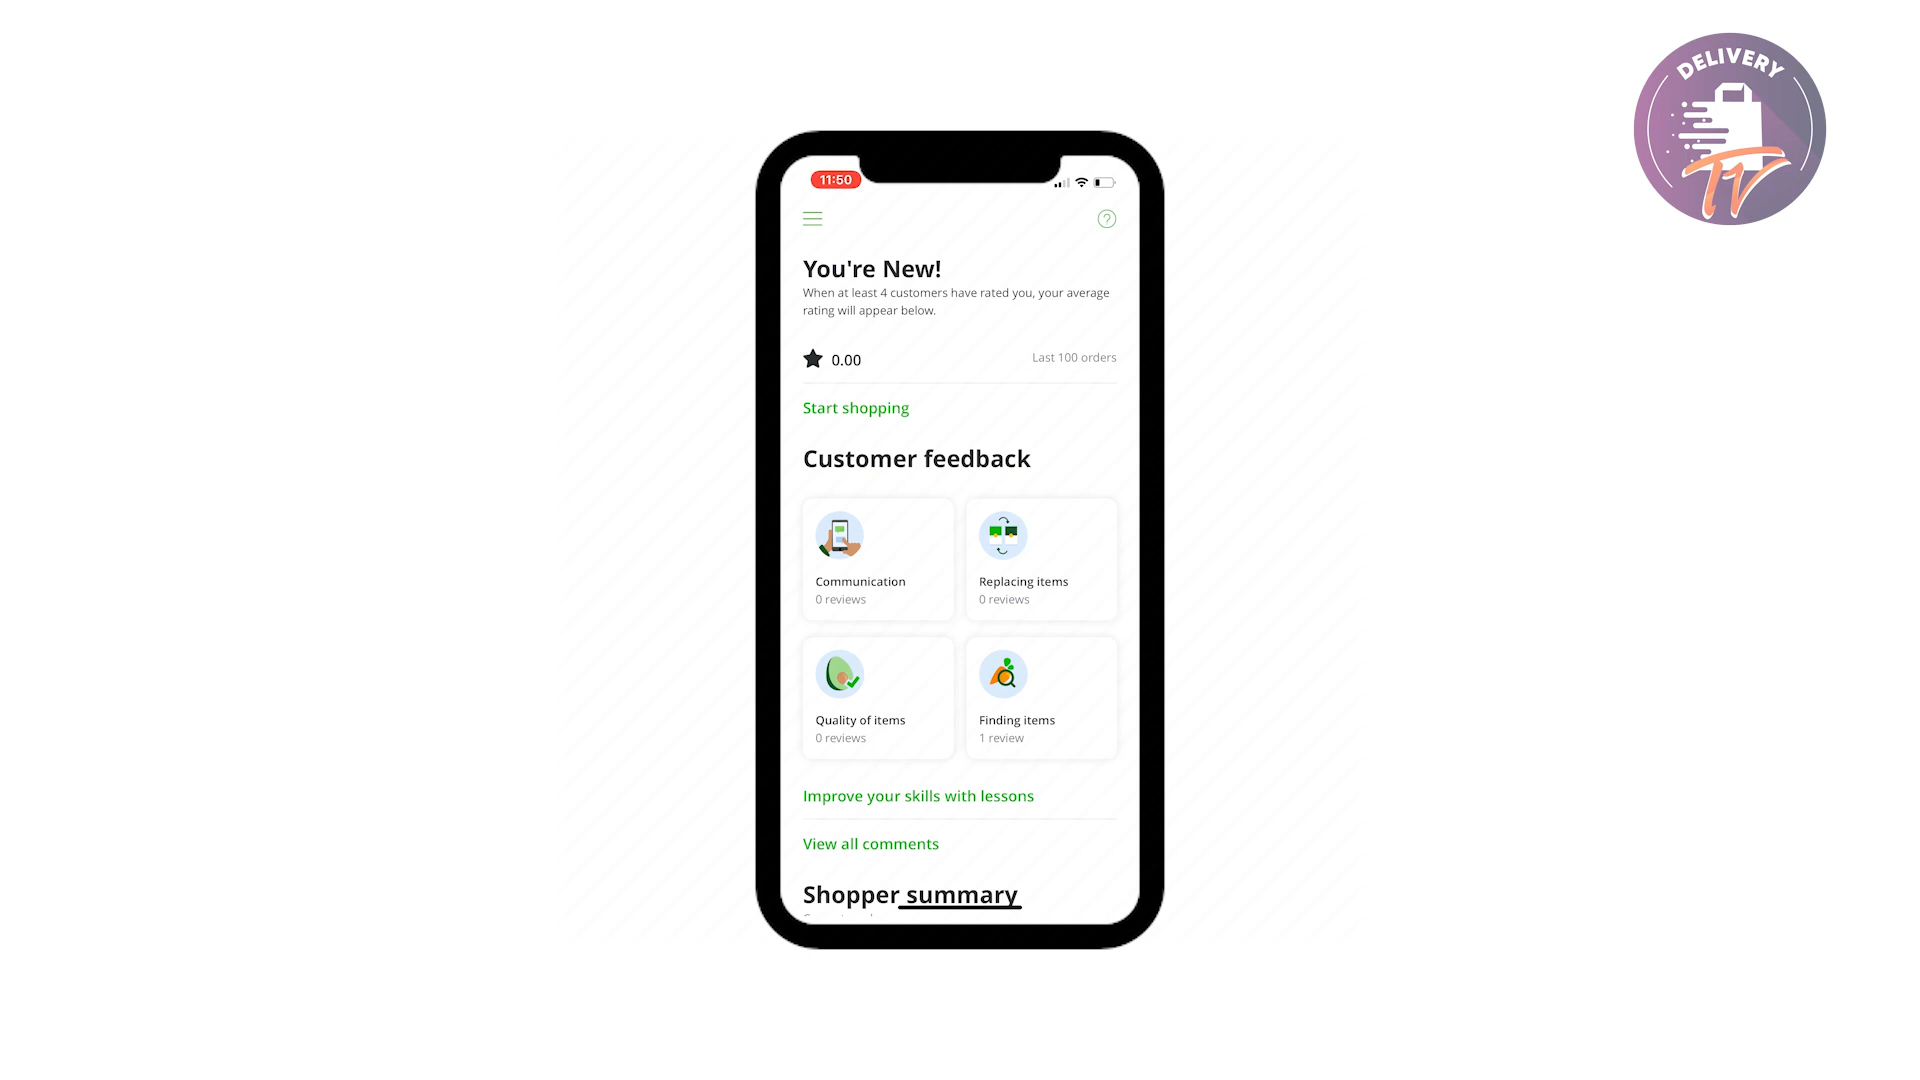 DELIVERY
TV
11:50
You're New!
When at least 4 customers have rated you, your average
rating will appear below.
0.00
Last 100 orders
Start shopping
Customer feedback
Communication
0 reviews
Replacing items
0 reviews
Quality of items
0 reviews
Finding items
1 review
Improve your skills with lessons
View all comments
Shopper summary